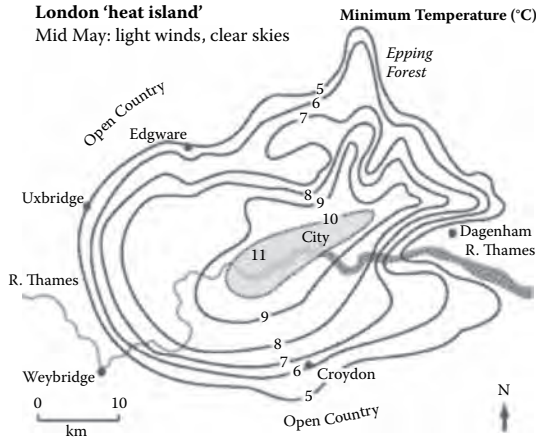 London 'heat island'
Mid May: light winds, clear skies
Minimum Temperature (°C)
Epping
Forest
5
6
7
Open Country
Edgware
Uxbridge
8
9
10
City
11
Dagenham
R. Thames
R. Thames
9
8
7
6
Croydon
5
Weybridge
Open Country
0
10
km
N